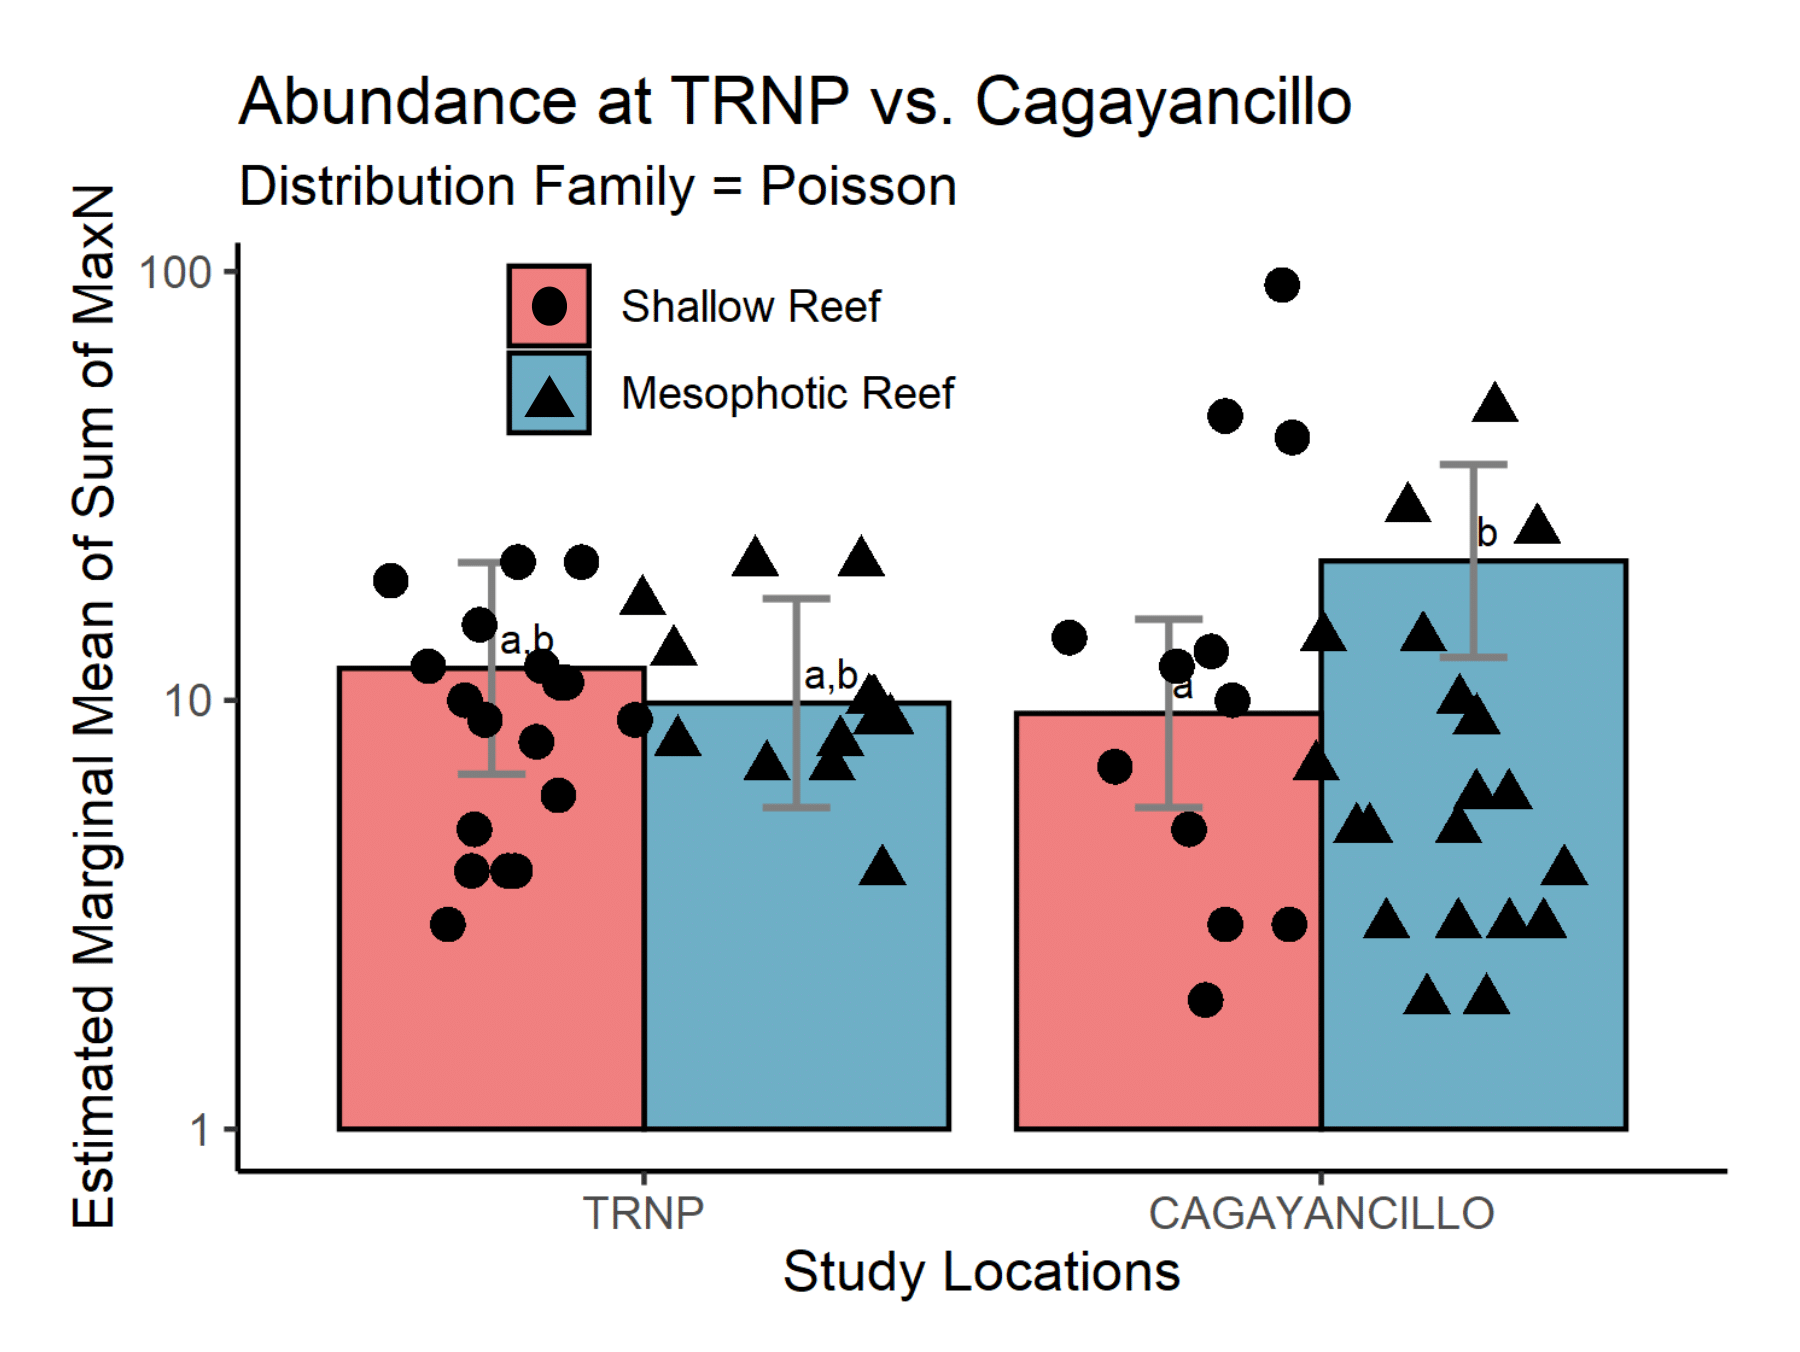 Abundance at TRNP vs. Cagayancillo
Distribution Family = Poisson
Estimated Marginal Mean of Sum of MaxN
100
10
1
Shallow Reef
Mesophotic Reef
a,b
a,b
a
b
TRNP
CAGAYANCILLO
Study Locations